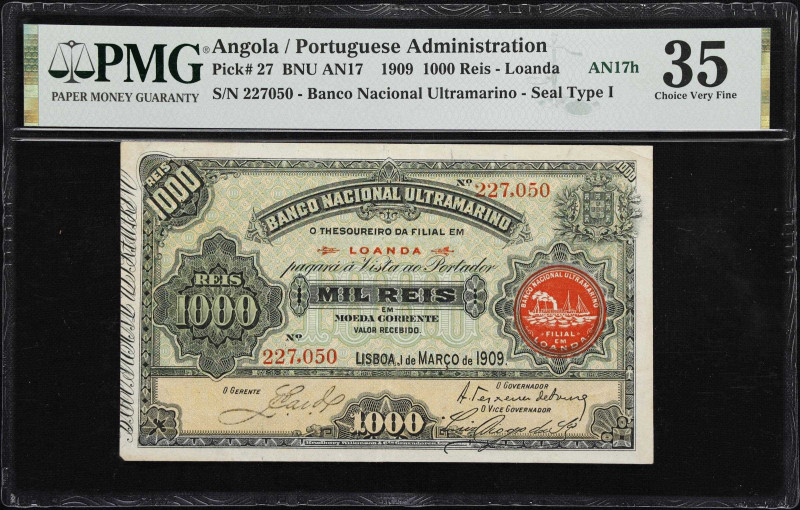 PMG®
PAPER MONEY GUARANTY
Angola / Portuguese Administration
Pick# 27 BNU AN17 1909 1000 Reis - Loanda AN17h
S/N 227050 - Banco Nacional Ultramarino - Seal Type I
35
Choice Very Fine
REIS
1000
1000
Nº 227.050
BANCO NACIONAL ULTRAMARINO
O THESOUREIRO DA FILIAL EM
LOANDA
pagará á Vista ao Portador
REIS
1000
MIL REIS
EM
MOEDA CORRENTE
VALOR RECEBIDO.
BANCO NACIONAL ULTRAMARINO
FILIAL
EM
LOANDA
Nº
227.050
LISBOA, 1 de MARÇO de 1909.
O GERENTE
O GOVERNADOR
O VICE GOVERNADOR
1000